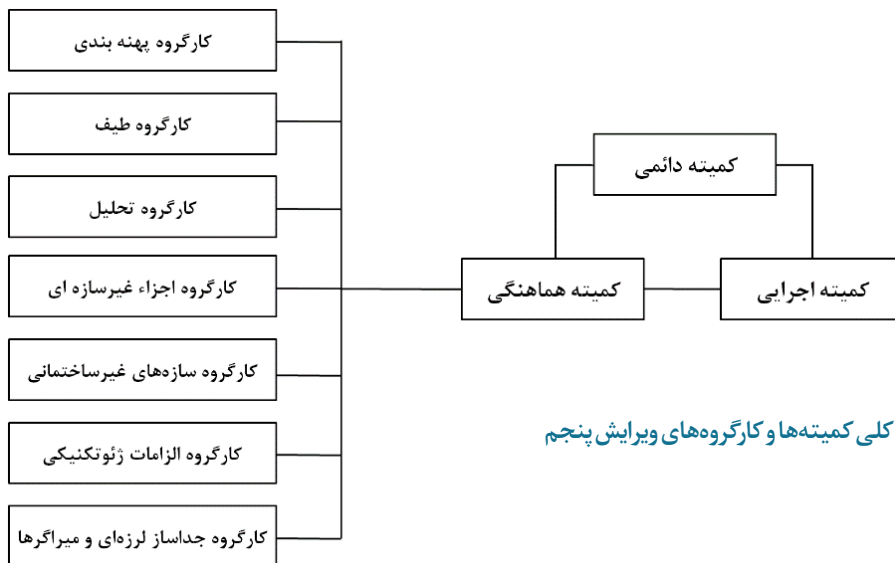 کارگروه پهنه بندی
کارگروه طیف
کمیته دائمی
کارگروه تحلیل
کمیته اجرایی
کمیته هماهنگی
کارگروه اجزاء غیرسازه ای
کارگروه سازه‌های غیرساختمانی
کلی کمیته‌ها و کارگروه‌های ویرایش پنجم
کارگروه الزامات ژئوتکنیکی
کارگروه جداساز لرزه‌ای و میراگرها